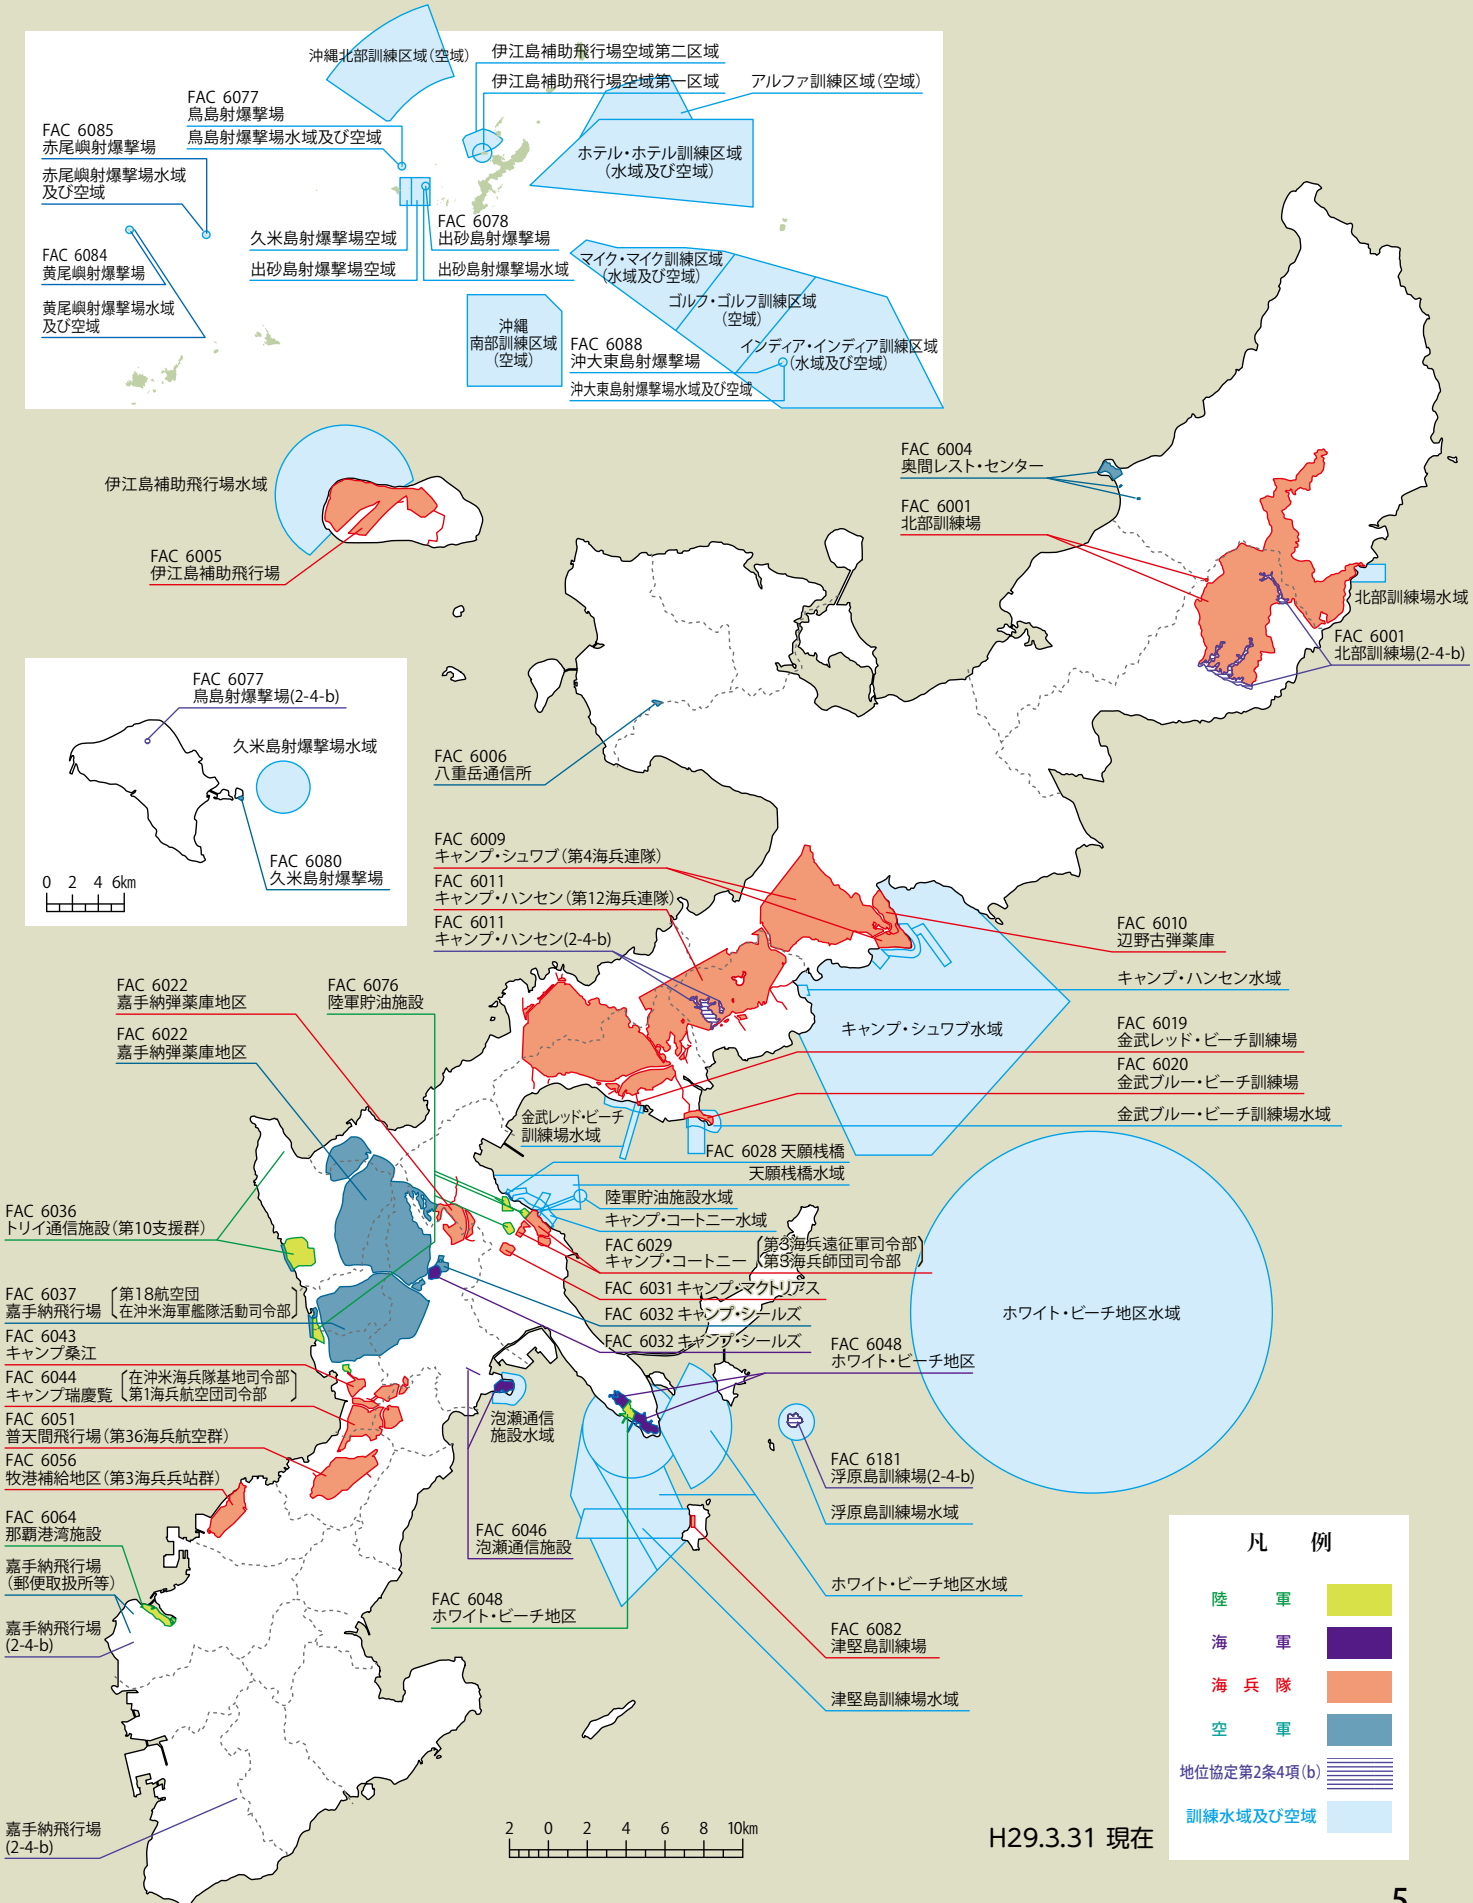 沖縄北部訓練区域(空域)
伊江島補助飛行場空域第二区域
伊江島補助飛行場空域第一区域
アルファ訓練区域(空域)
FAC 6077
鳥島射爆撃場
鳥島射爆撃場水域及び空域
FAC 6085
赤尾嶼射爆撃場
赤尾嶼射爆撃場水域
及び空域
ホテル・ホテル訓練区域
(水域及び空域)
FAC 6078
出砂島射爆撃場
久米島射爆撃場空域
出砂島射爆撃場空域
出砂島射爆撃場水域
FAC 6084
黄尾嶼射爆撃場
黄尾嶼射爆撃場水域
及び空域
マイク・マイク訓練区域
(水域及び空域)
ゴルフ・ゴルフ訓練区域
(空域)
沖縄
南部訓練区域
(空域)
FAC 6088
沖大東島射爆撃場
沖大東島射爆撃場水域及び空域
インディア・インディア訓練区域
(水域及び空域)
伊江島補助飛行場水域
FAC 6005
伊江島補助飛行場
FAC 6004
奥間レスト・センター
FAC 6001
北部訓練場
北部訓練場水域
FAC 6001
北部訓練場(2-4-b)
FAC 6077
鳥島射爆撃場(2-4-b)
久米島射爆撃場水域
FAC 6080
久米島射爆撃場
0 2 4 6km
FAC 6006
八重岳通信所
FAC 6009
キャンプ・シュワブ(第4海兵連隊)
FAC 6011
キャンプ・ハンセン(第12海兵連隊)
FAC 6011
キャンプ・ハンセン(2-4-b)
FAC 6010
辺野古弾薬庫
キャンプ・ハンセン水域
キャンプ・シュワブ水域
FAC 6019
金武レッド・ビーチ訓練場
FAC 6020
金武ブルー・ビーチ訓練場
金武ブルー・ビーチ訓練場水域
FAC 6022
嘉手納弾薬庫地区
FAC 6022
嘉手納弾薬庫地区
FAC 6076
陸軍貯油施設
金武レッド・ビーチ
訓練場水域
FAC 6028 天願桟橋
天願桟橋水域
陸軍貯油施設水域
キャンプ・コートニー水域
FAC 6029
キャンプ・コートニー
第3海兵遠征軍司令部
第3海兵師団司令部
FAC 6031 キャンプ・マクトリアス
FAC 6032 キャンプ・シールズ
FAC 6032 キャンプ・シールズ
FAC 6036
トリイ通信施設(第10支援群)
FAC 6037
嘉手納飛行場
第18航空団
在沖米海軍艦隊活動司令部
FAC 6043
キャンプ桑江
FAC 6044
キャンプ瑞慶覧
在沖米海兵隊基地司令部
第1海兵航空団司令部
FAC 6051
普天間飛行場(第36海兵航空群)
FAC 6056
牧港補給地区(第3海兵兵站群)
FAC 6064
那覇港湾施設
嘉手納飛行場
(郵便取扱所等)
嘉手納飛行場
(2-4-b)
嘉手納飛行場
(2-4-b)
ホワイト・ビーチ地区水域
FAC 6048
ホワイト・ビーチ地区
泡瀬通信
施設水域
FAC 6046
泡瀬通信施設
FAC 6048
ホワイト・ビーチ地区
FAC 6181
浮原島訓練場(2-4-b)
浮原島訓練場水域
ホワイト・ビーチ地区水域
FAC 6082
津堅島訓練場
津堅島訓練場水域
2 0 2 4 6 8 10km
H29.3.31 現在
凡 例
陸 軍
海 軍
海 兵 隊
空 軍
地位協定第2条4項(b)
訓練水域及び空域
5